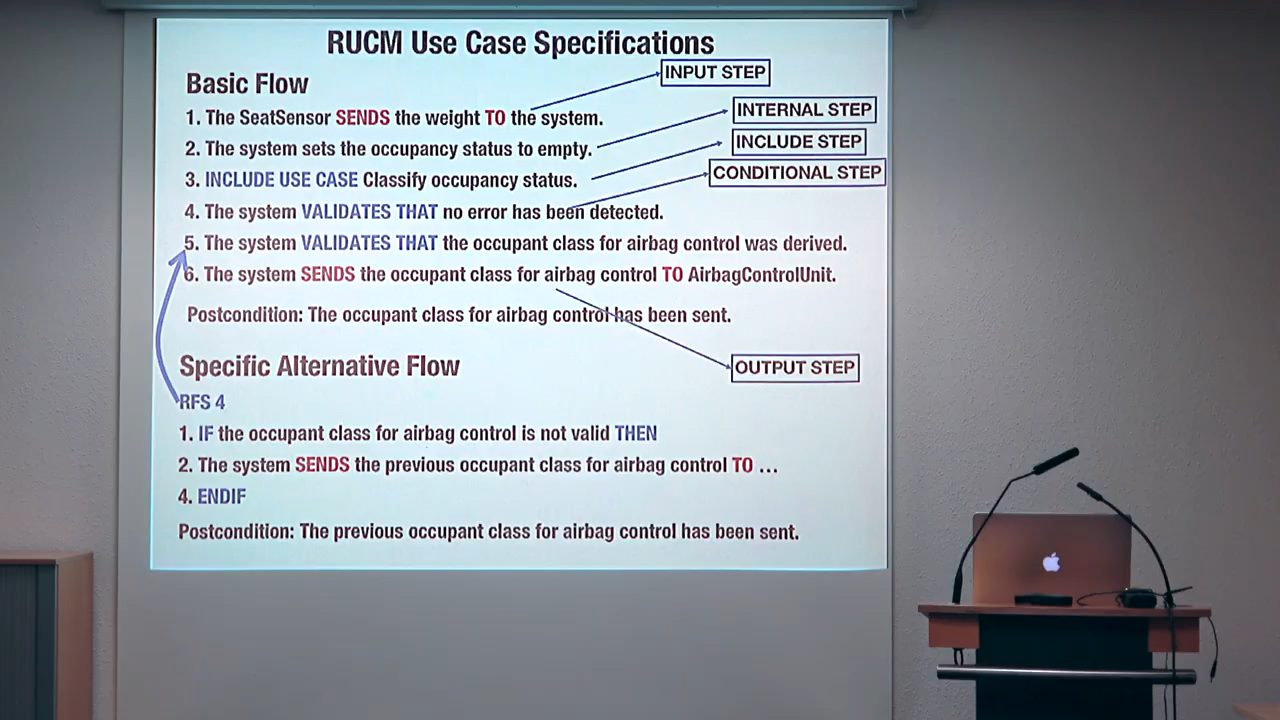 RUCM Use Case Specifications
Basic Flow
INPUT STEP
1. The SeatSensor SENDS the weight TO the system.
INTERNAL STEP
2. The system sets the occupancy status to empty.
INCLUDE STEP
3. INCLUDE USE CASE Classify occupancy status.
CONDITIONAL STEP
4. The system VALIDATES THAT no error has been detected.
5. The system VALIDATES THAT the occupant class for airbag control was derived.
6. The system SENDS the occupant class for airbag control TO AirbagControlUnit.
Postcondition: The occupant class for airbag control has been sent.
Specific Alternative Flow
OUTPUT STEP
RFS 4
1. IF the occupant class for airbag control is not valid THEN
2. The system SENDS the previous occupant class for airbag control TO ...
4. ENDIF
Postcondition: The previous occupant class for airbag control has been sent.